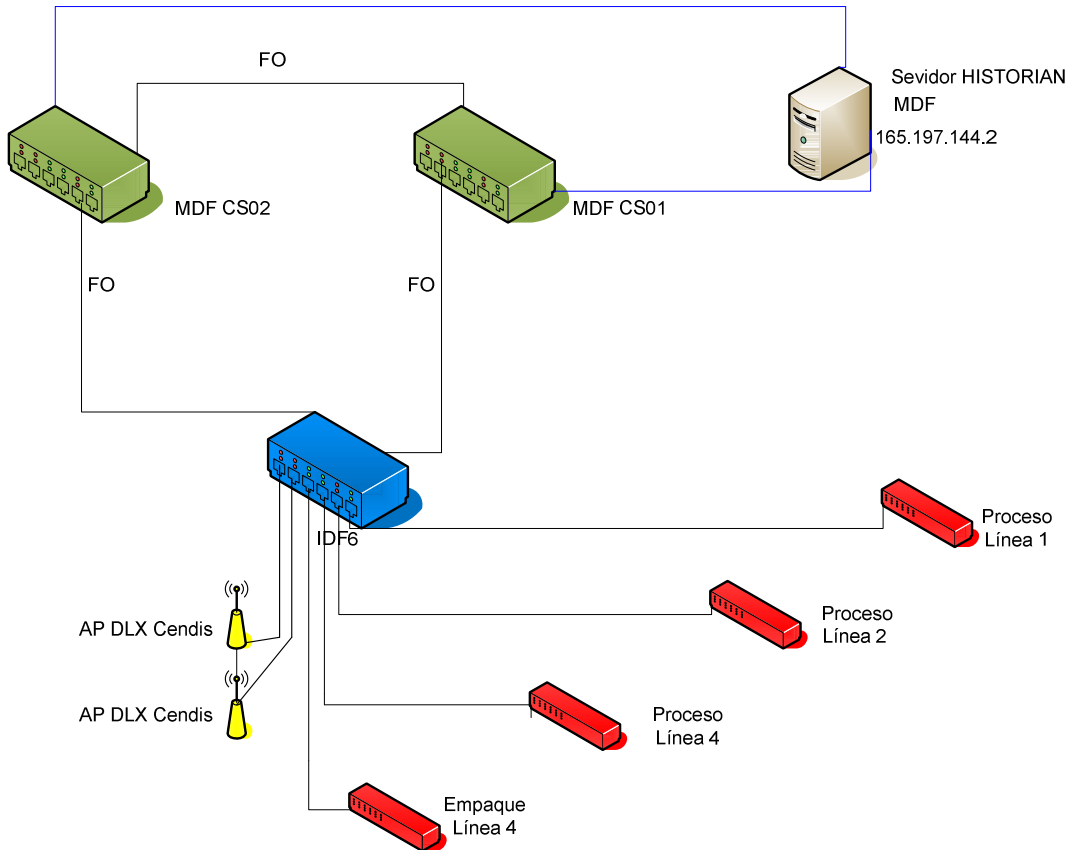 FO
Sevidor HISTORIAN
MDF
165.197.144.2
MDF CS02
MDF CS01
FO
FO
IDF6
Proceso
Línea 1
Proceso
Línea 2
AP DLX Cendis
AP DLX Cendis
Proceso
Línea 4
Empaque
Línea 4